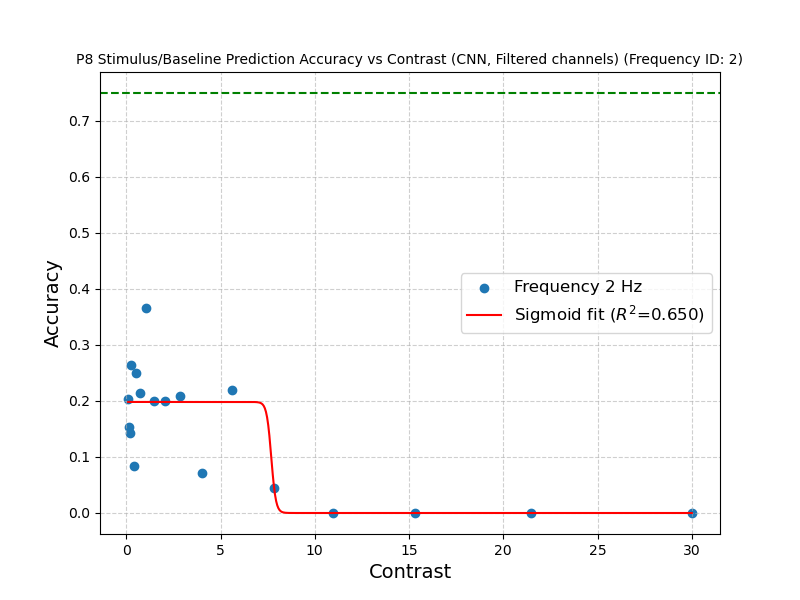 P8 Stimulus/Baseline Prediction Accuracy vs Contrast (CNN, Filtered channels) (Frequency ID: 2)
Accuracy
0.7
0.6
0.5
0.4
0.3
0.2
0.1
0.0
Frequency 2 Hz
Sigmoid fit (R²=0.650)
0 5 10 15 20 25 30
Contrast